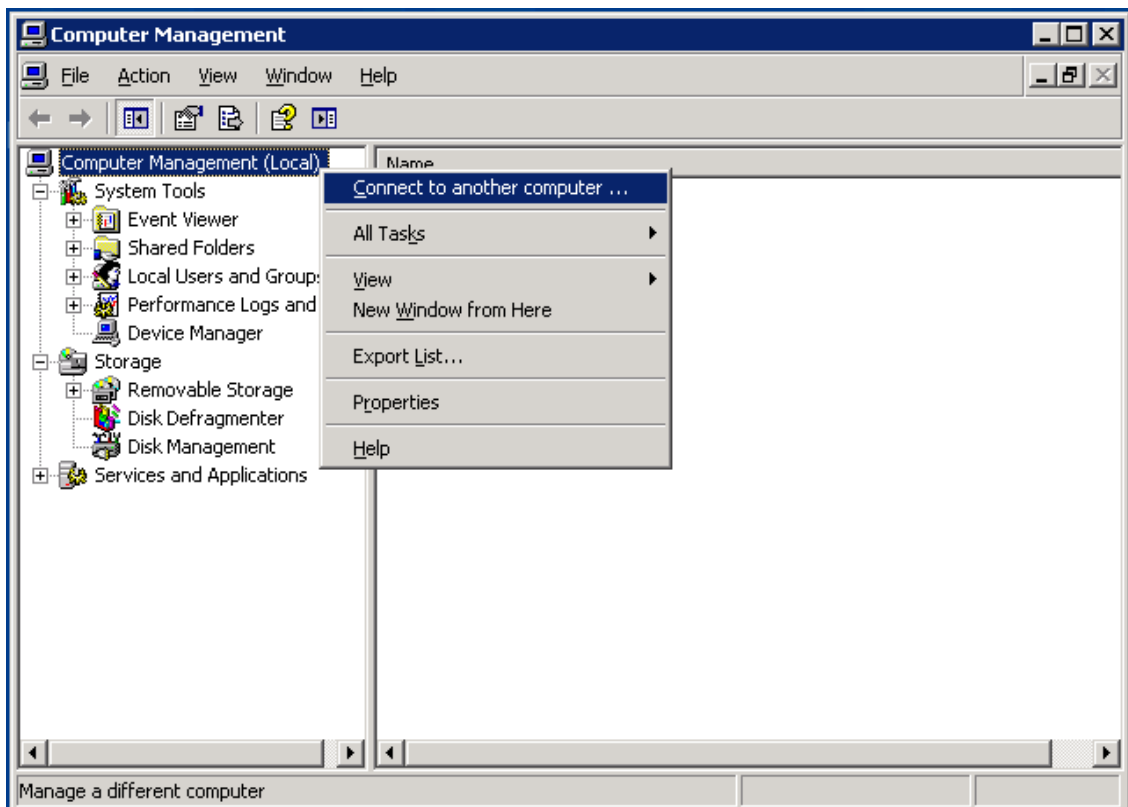 Computer Management
File Action View Window Help
Computer Management (Local)
Name
System Tools
Event Viewer
Shared Folders
Local Users and Groups
Performance Logs and
Device Manager
Storage
Removable Storage
Disk Defragmenter
Disk Management
Services and Applications
Connect to another computer ...
All Tasks
View
New Window from Here
Export List...
Properties
Help
Manage a different computer